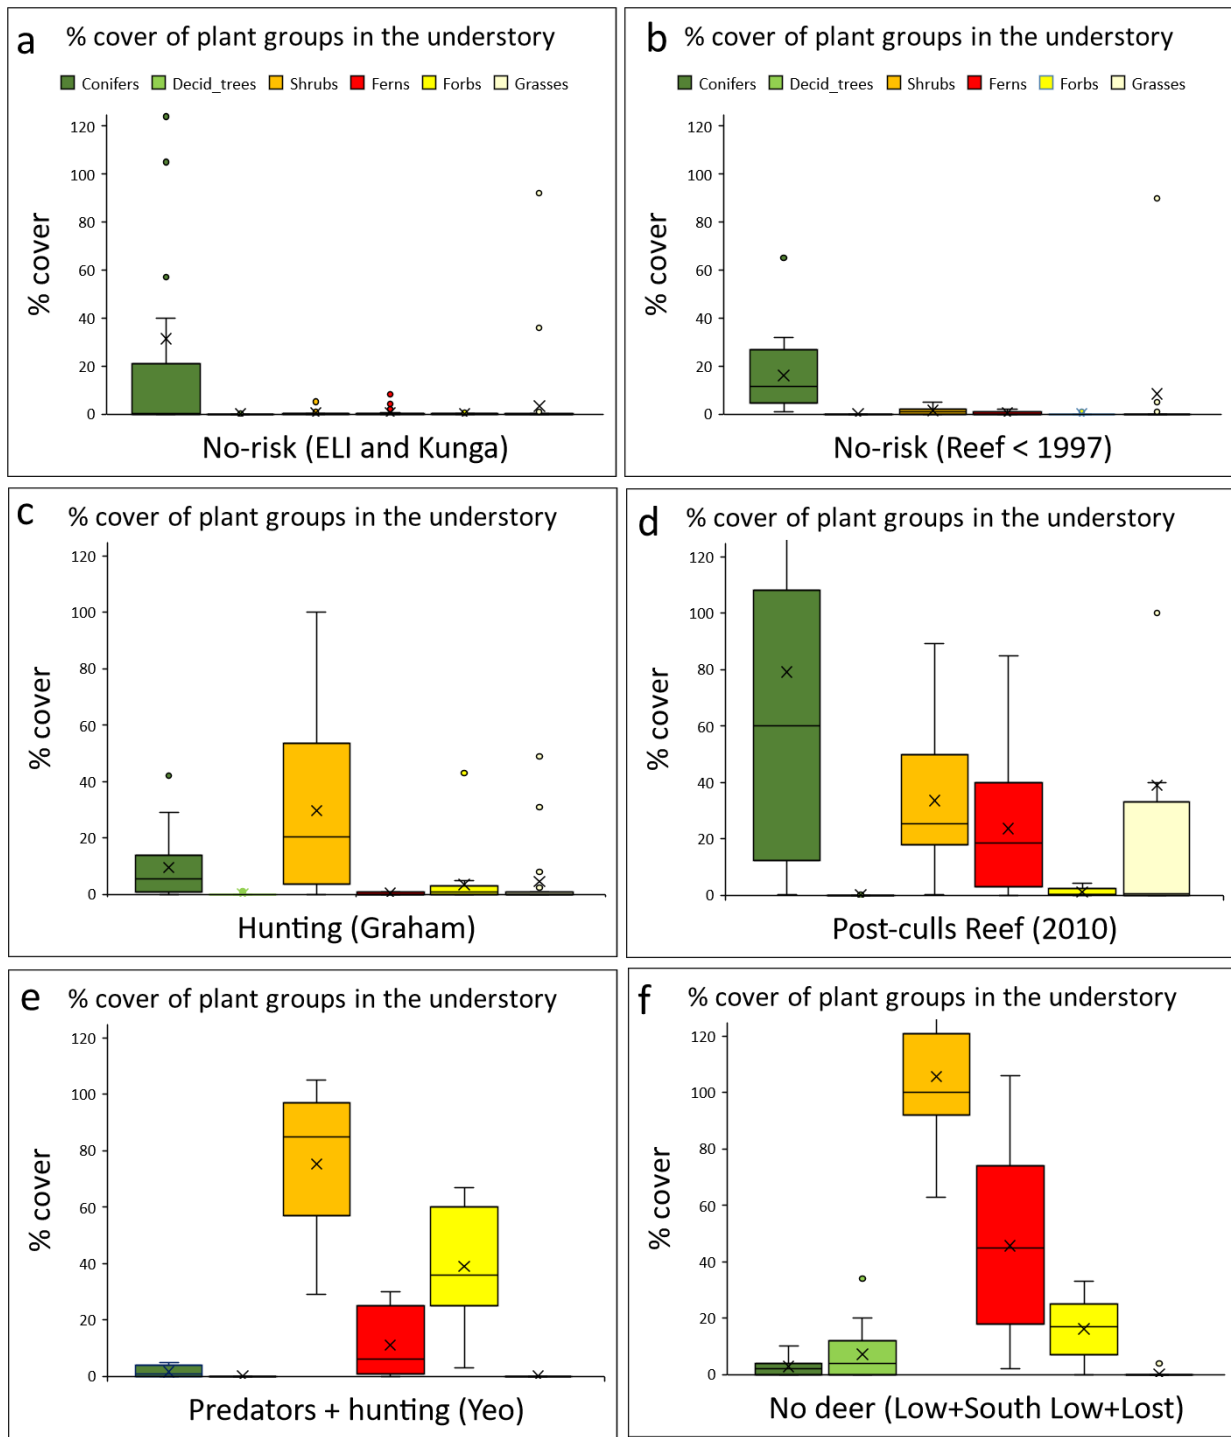 a % cover of plant groups in the understory
Conifers Decid_trees Shrubs Ferns Forbs Grasses
120
100
80
60
40
20
0
% cover
No-risk (ELI and Kunga)
b % cover of plant groups in the understory
Conifers Decid_trees Shrubs Ferns Forbs Grasses
120
100
80
60
40
20
0
% cover
No-risk (Reef < 1997)
c % cover of plant groups in the understory
120
100
80
60
40
20
0
% cover
Hunting (Graham)
d % cover of plant groups in the understory
120
100
80
60
40
20
0
% cover
Post-culls Reef (2010)
e % cover of plant groups in the understory
120
100
80
60
40
20
0
% cover
Predators + hunting (Yeo)
f % cover of plant groups in the understory
120
100
80
60
40
20
0
% cover
No deer (Low+South Low+Lost)